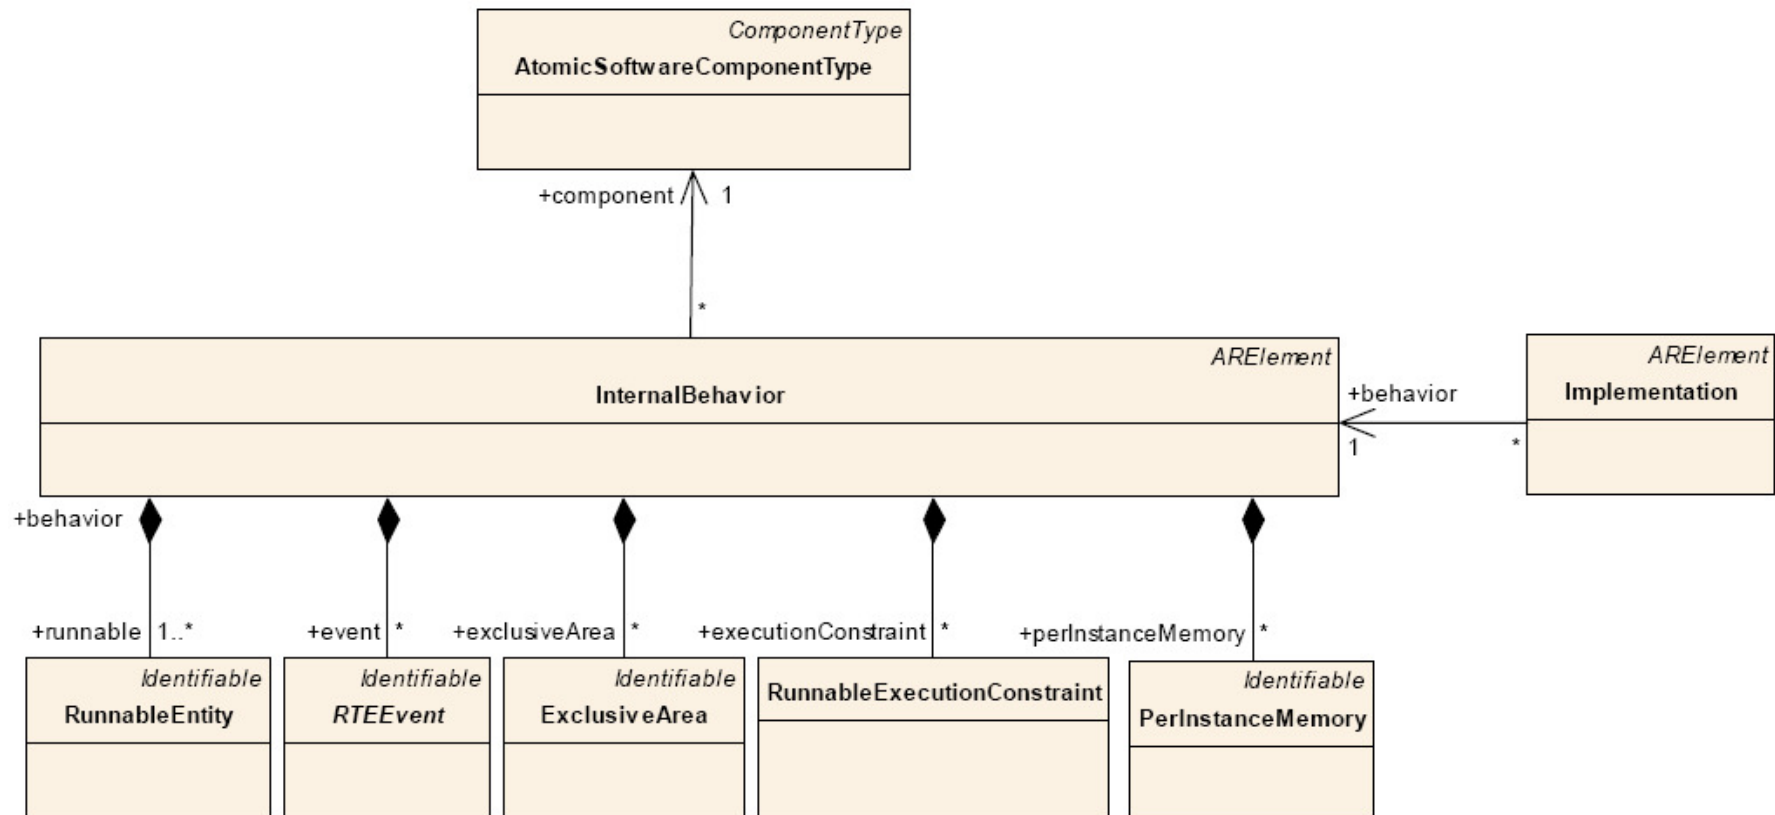 ComponentType
AtomicSoftwareComponentType
+component 1
*
ARElement
InternalBehavior
ARElement
Implementation
+behavior
1 *
+behavior
+runnable 1..* +event * +exclusiveArea * +executionConstraint * +perInstanceMemory *
Identifiable
RunnableEntity
Identifiable
RTEEvent
Identifiable
ExclusiveArea
RunnableExecutionConstraint
Identifiable
PerInstanceMemory